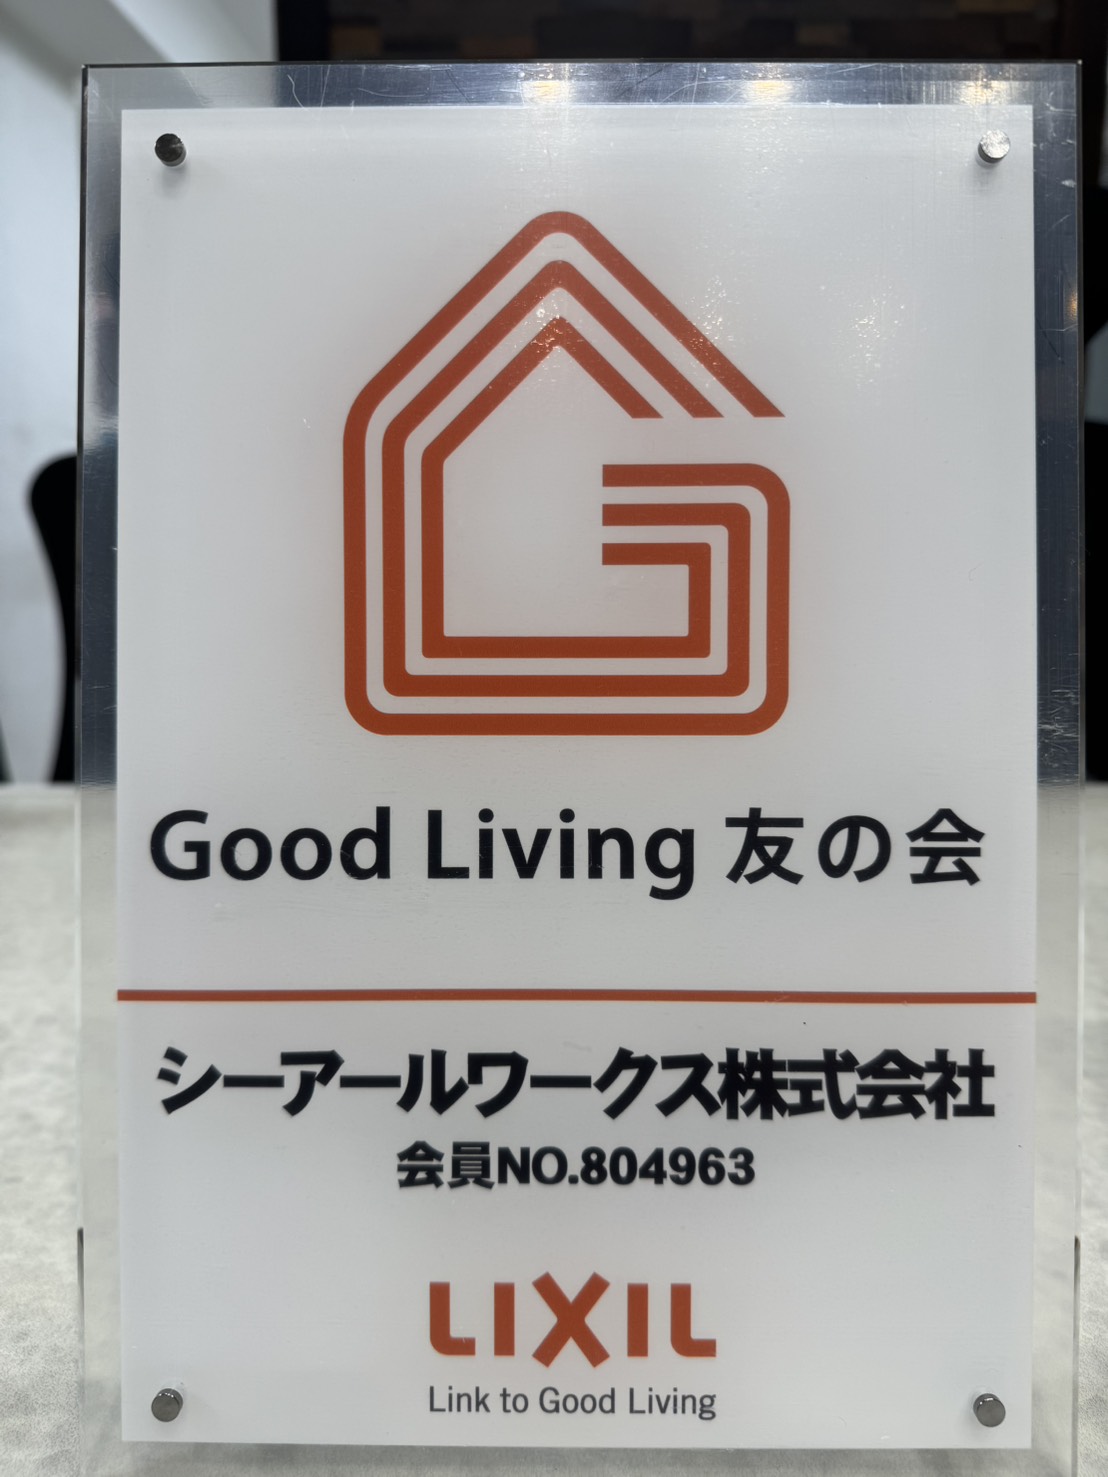 Good Living 友の会
シーアールワークス株式会社
会員NO.804963
LIXIL
Link to Good Living